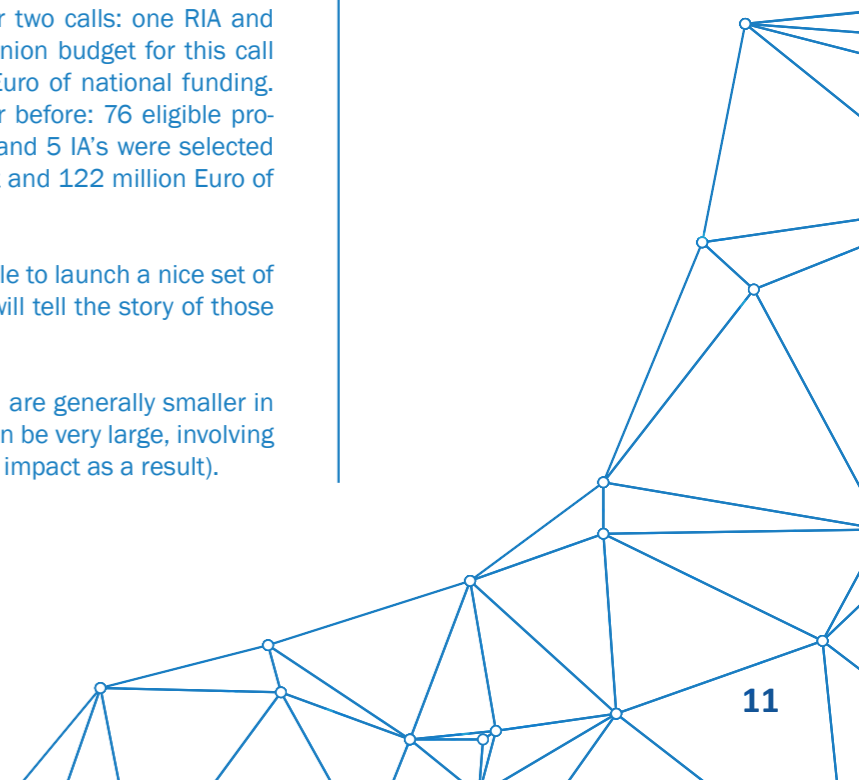 r two calls: one RIA and
nion budget for this call
Euro of national funding.
r before: 76 eligible pro-
and 5 IA's were selected
and 122 million Euro of
le to launch a nice set of
will tell the story of those
are generally smaller in
n be very large, involving
impact as a result).
11